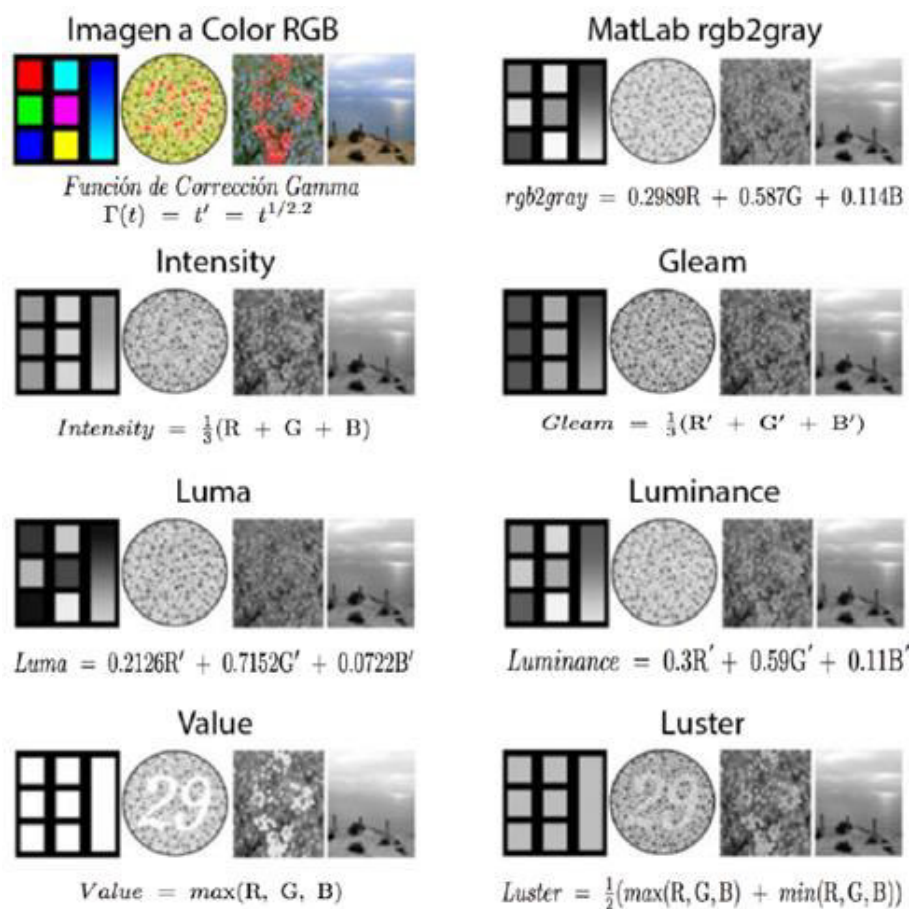 Imagen a Color RGB
MatLab rgb2gray
Función de Corrección Gamma
Γ(t) = t′ = t^{1/2.2}
rgb2gray = 0.2989R + 0.587G + 0.114B
Intensity
Gleam
Intensity = 1/3(R + G + B)
Gleam = 1/3(R′ + G′ + B′)
Luma
Luminance
Luma = 0.2126R′ + 0.7152G′ + 0.0722B′
Luminance = 0.3R′ + 0.59G′ + 0.11B′
Value
Luster
29
29
Value = max(R, G, B)
Luster = 1/2(max(R,G,B) + min(R,G,B))